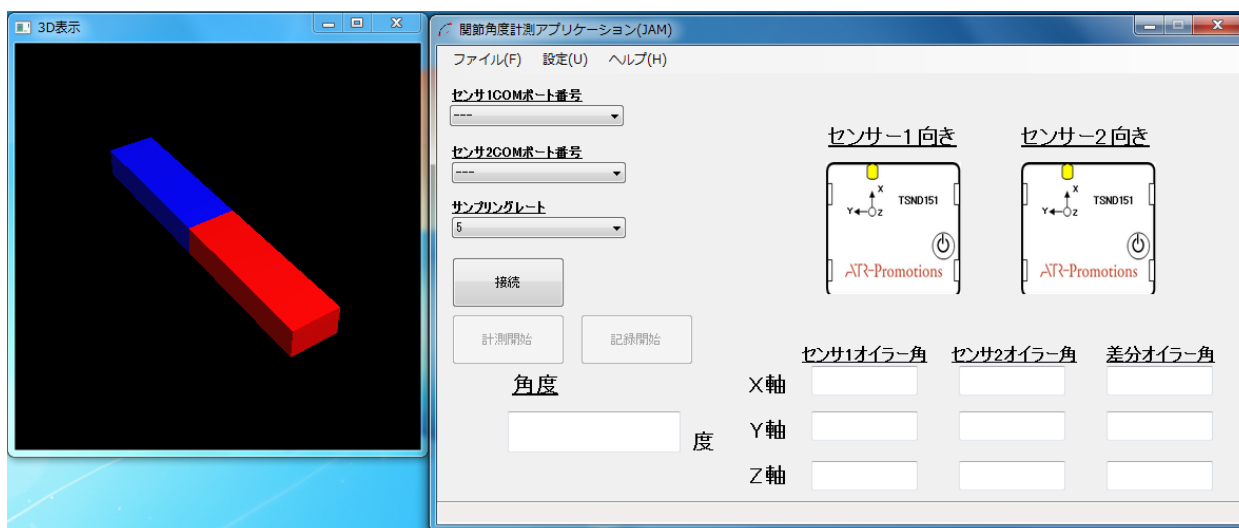 3D表示
関節角度計測アプリケーション(JAM)
ファイル(F) 設定(U) ヘルプ(H)
センサ1COMポート番号
---
センサ2COMポート番号
---
サンプリングレート
5
接続
計測開始 記録開始
角度
度
センサー1向き センサー2向き
X
Y Z
TSND151
ATR-Promotions
X
Y Z
TSND151
ATR-Promotions
センサ1オイラー角 センサ2オイラー角 差分オイラー角
X軸
Y軸
Z軸